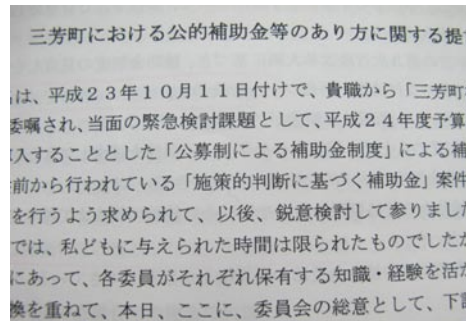 三芳町における公的補助金等のあり方に関する提
は、平成23年10月11日付けで、貴職から「三芳町
委嘱され、当面の緊急検討課題として、平成24年度予算
入することとした「公募制による補助金制度」による補
前から行われている「施策的判断に基づく補助金」案件
を行うよう求められて、以後、鋭意検討して参りました
では、私どもに与えられた時間は限られたものでしたか
にあって、各委員がそれぞれ保有する知識・経験を活か
換を重ねて、本日、ここに、委員会の総意として、下